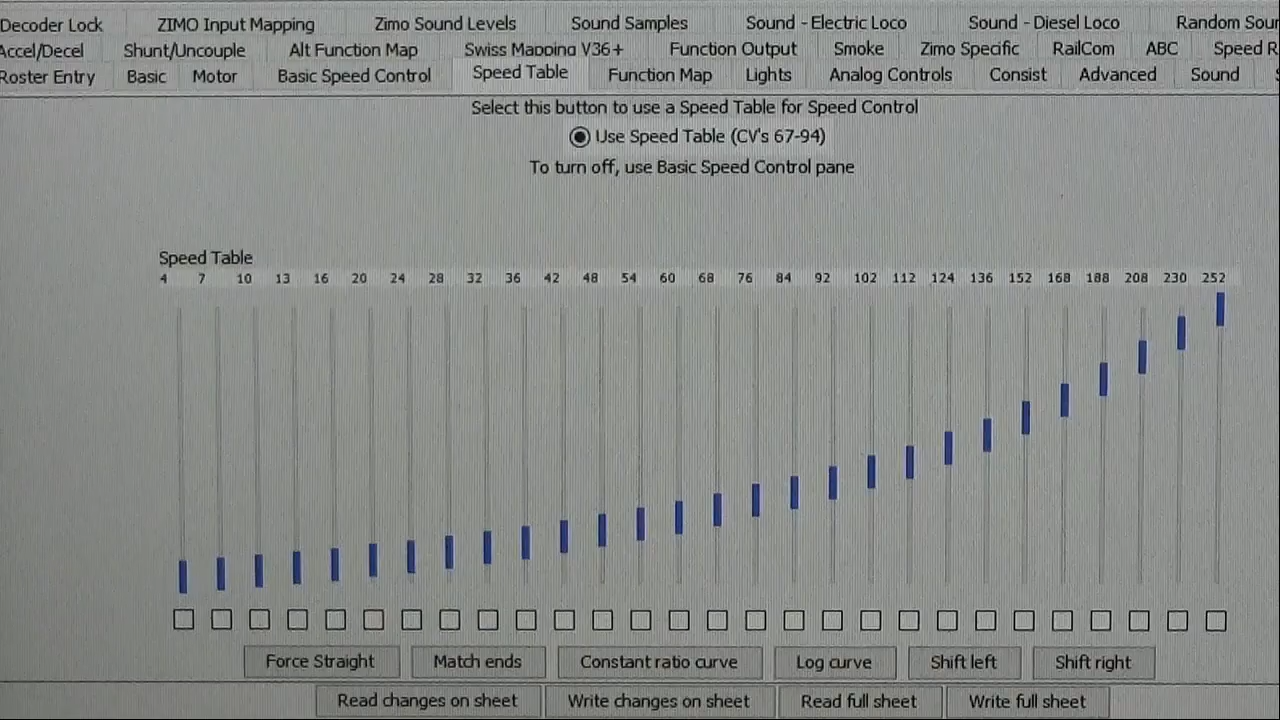 Decoder Lock ZIMO Input Mapping Zimo Sound Levels Sound Samples Sound - Electric Loco Sound - Diesel Loco Random Sou
Accel/Decel Shunt/Uncouple Alt Function Map Swiss Mapping V36+ Function Output Smoke Zimo Specific RailCom ABC Speed R
Roster Entry Basic Motor Basic Speed Control Speed Table Function Map Lights Analog Controls Consist Advanced Sound
Select this button to use a Speed Table for Speed Control
Use Speed Table (CV's 67-94)
To turn off, use Basic Speed Control pane
Speed Table
4 7 10 13 16 20 24 28 32 36 42 48 54 60 68 76 84 92 102 112 124 136 152 168 188 208 230 252
Force Straight Match ends Constant ratio curve Log curve Shift left Shift right
Read changes on sheet Write changes on sheet Read full sheet Write full sheet